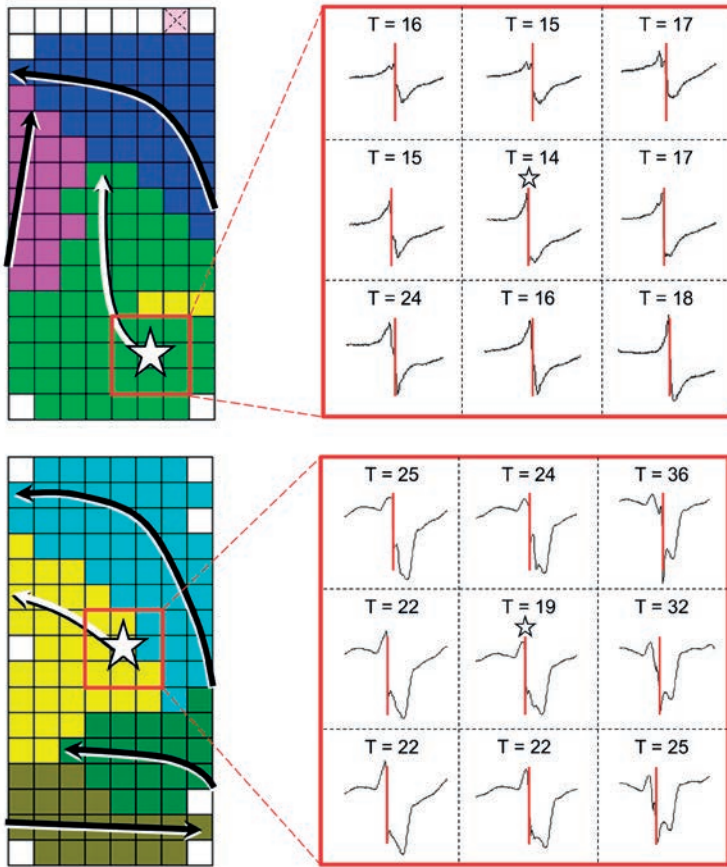 T = 16 T = 15 T = 17
T = 15 T = 14 T = 17
T = 24 T = 16 T = 18
T = 25 T = 24 T = 36
T = 22 T = 19 T = 32
T = 22 T = 22 T = 25